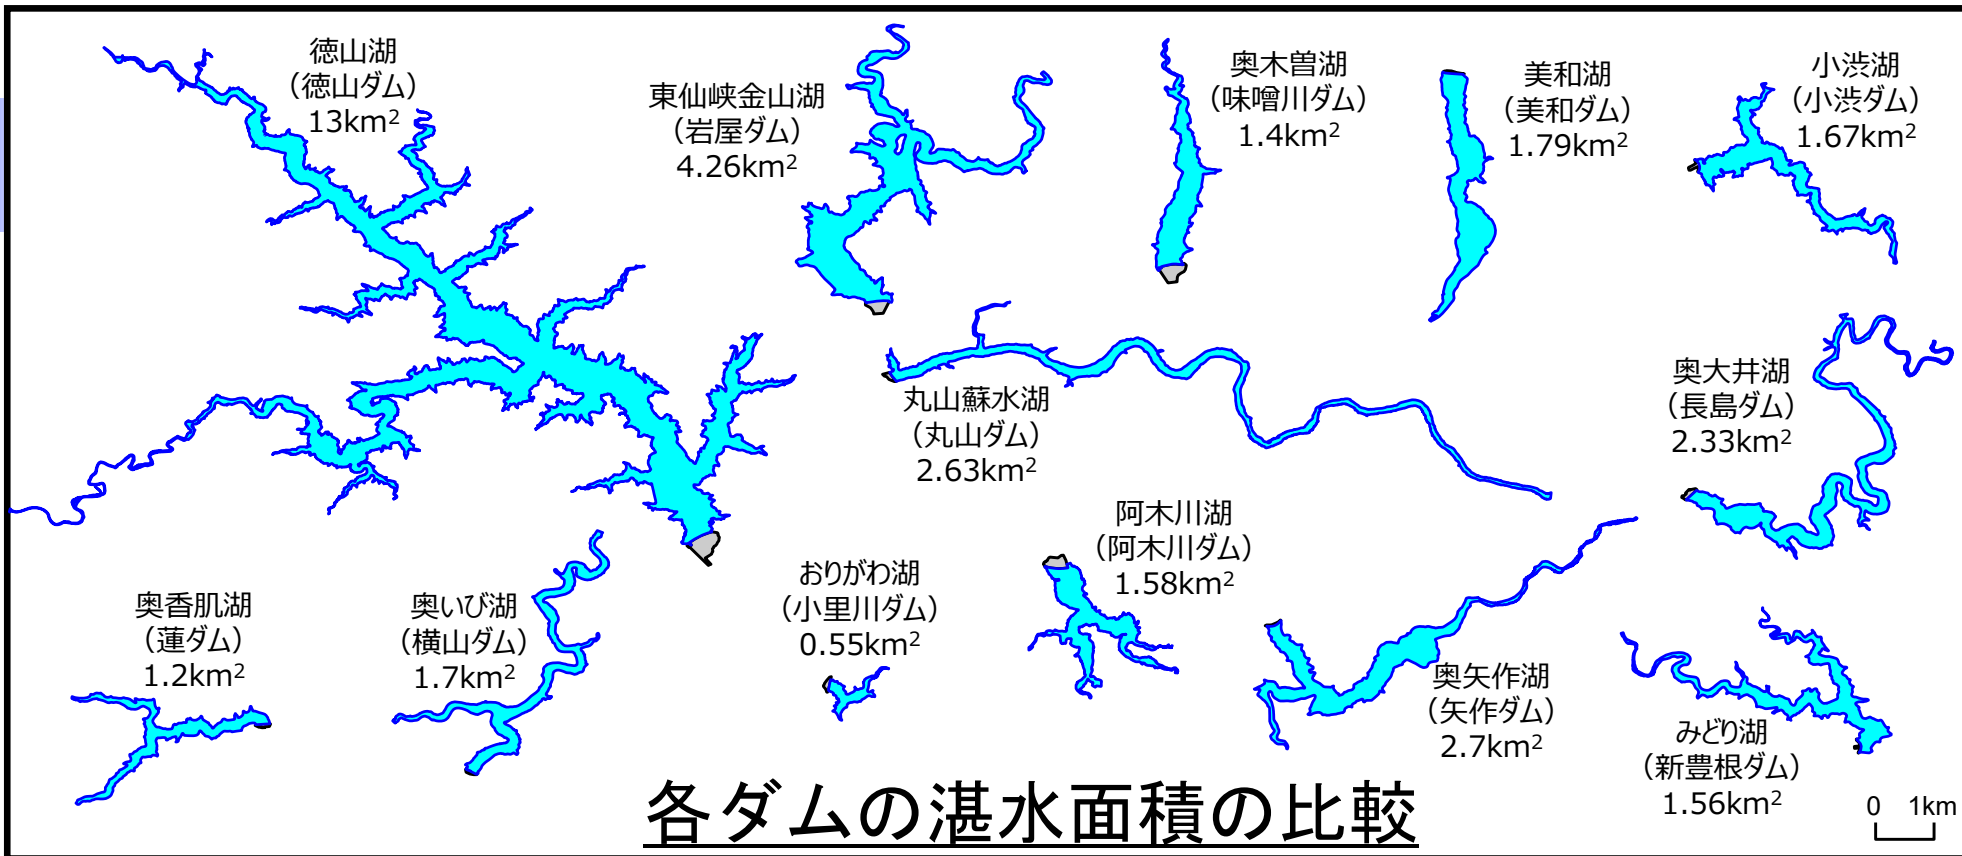 徳山湖
（徳山ダム）
13km²
東仙峡金山湖
（岩屋ダム）
4.26km²
奥木曽湖
（味噌川ダム）
1.4km²
美和湖
（美和ダム）
1.79km²
小渋湖
（小渋ダム）
1.67km²
丸山蘇水湖
（丸山ダム）
2.63km²
奥大井湖
（長島ダム）
2.33km²
阿木川湖
（阿木川ダム）
1.58km²
おりがわ湖
（小里川ダム）
0.55km²
奥香肌湖
（蓮ダム）
1.2km²
奥いび湖
（横山ダム）
1.7km²
奥矢作湖
（矢作ダム）
2.7km²
みどり湖
（新豊根ダム）
1.56km²
各ダムの湛水面積の比較
0 1km